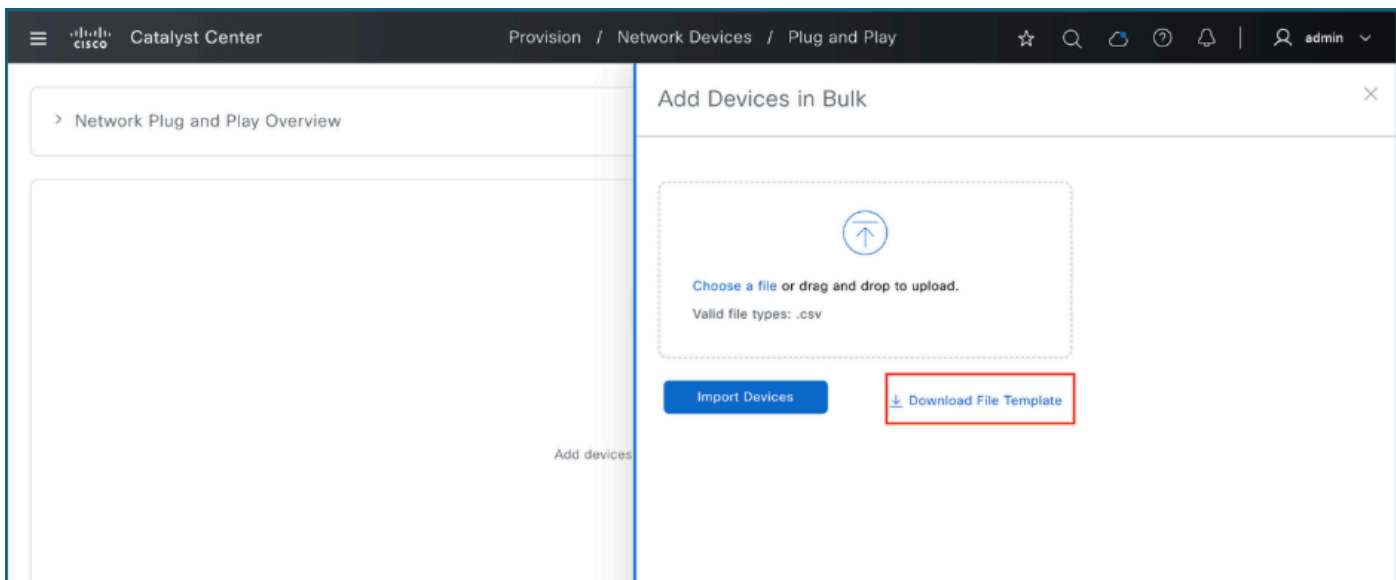 cisco Catalyst Center Provision / Network Devices / Plug and Play admin
Add Devices in Bulk
> Network Plug and Play Overview
Choose a file or drag and drop to upload.
Valid file types: .csv
Import Devices
Download File Template
Add devices